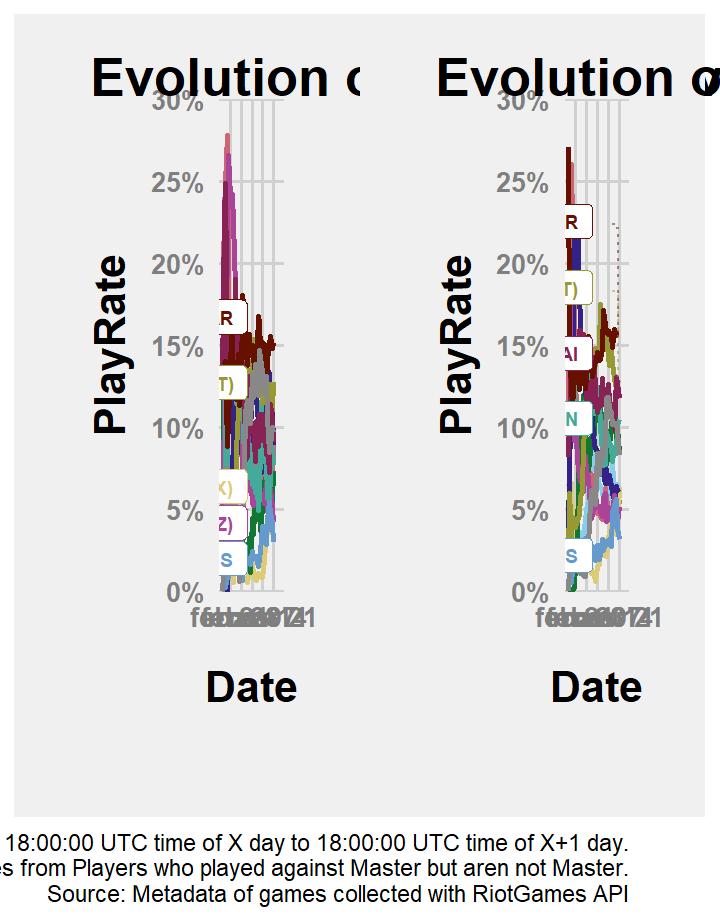 Evolution o
Evolution o
PlayRate
30%
25%
20%
15%
10%
5%
0%
R
T)
X)
Z)
S
Date
PlayRate
30%
25%
20%
15%
10%
5%
0%
R
T)
AI
N
S
Date
18:00:00 UTC time of X day to 18:00:00 UTC time of X+1 day.
es from Players who played against Master but aren not Master.
Source: Metadata of games collected with RiotGames API